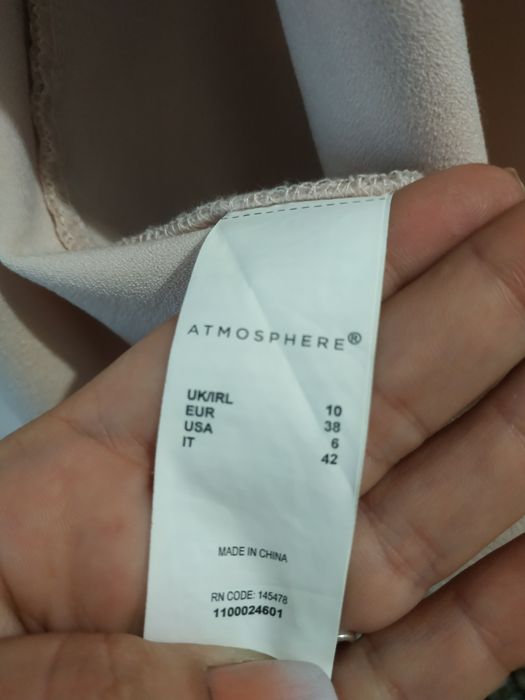 ATMOSPHERE®
UK/IRL 10
EUR 38
USA 6
IT 42
MADE IN CHINA
RN CODE: 145478
1100024601